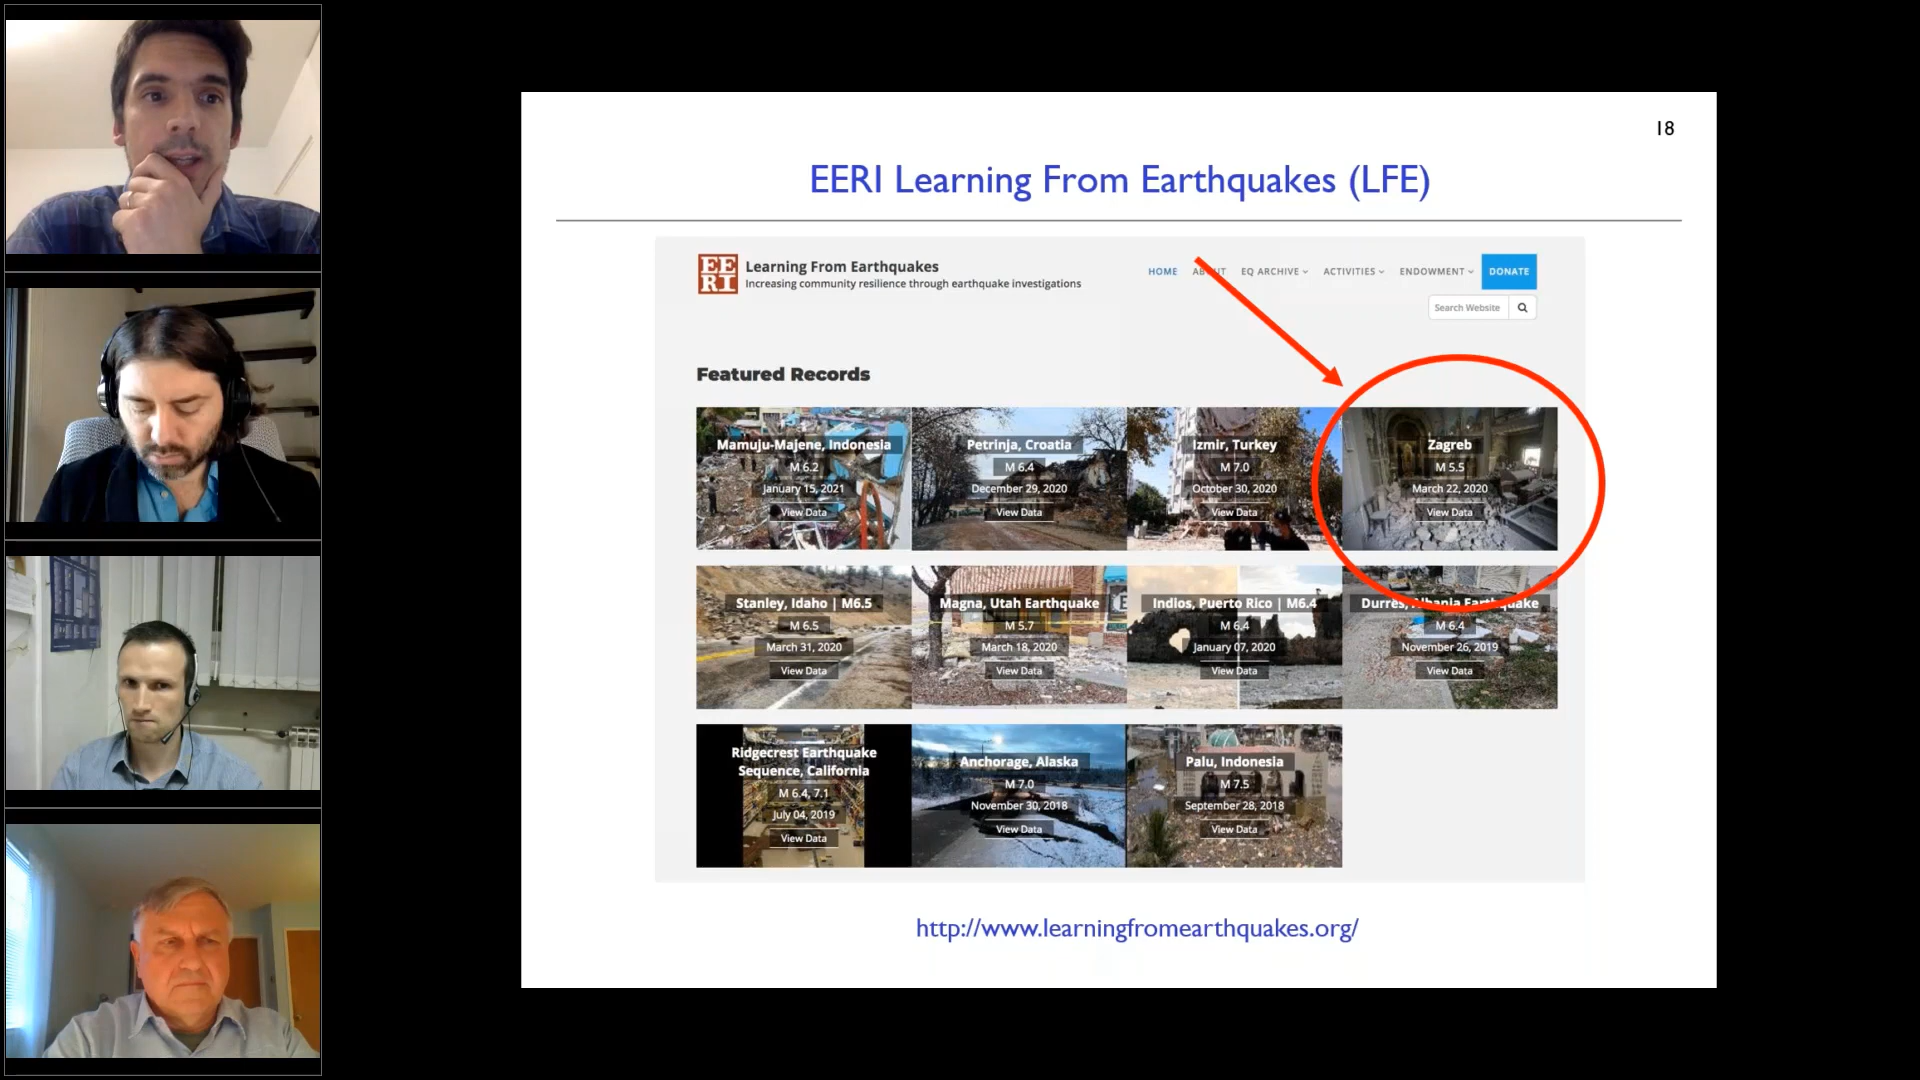 18
EERI Learning From Earthquakes (LFE)
EE
RI
Learning From Earthquakes
Increasing community resilience through earthquake investigations
HOME ABOUT EQ ARCHIVE ACTIVITIES ENDOWMENT DONATE
Search Website
Featured Records
Mamuju-Majene, Indonesia
M 6.2
January 15, 2021
View Data
Petrinja, Croatia
M 6.4
December 29, 2020
View Data
Izmir, Turkey
M 7.0
October 30, 2020
View Data
Zagreb
M 5.5
March 22, 2020
View Data
Stanley, Idaho | M6.5
M 6.5
March 31, 2020
View Data
Magna, Utah Earthquake
M 5.7
March 18, 2020
View Data
Indios, Puerto Rico | M6.4
M 6.4
January 07, 2020
View Data
Durres, Albania Earthquake
M 6.4
November 26, 2019
View Data
Ridgecrest Earthquake
Sequence, California
M 6.4, 7.1
July 04, 2019
View Data
Anchorage, Alaska
M 7.0
November 30, 2018
View Data
Palu, Indonesia
M 7.5
September 28, 2018
View Data
http://www.learningfromearthquakes.org/